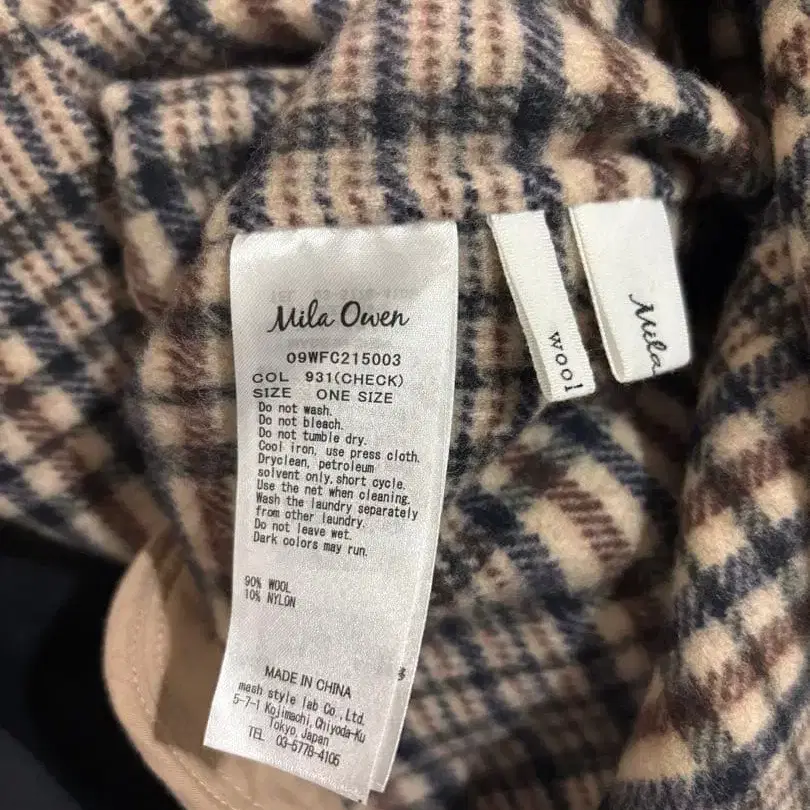 Mila Owen
09WFC215003
COL 931(CHECK)
SIZE ONE SIZE
Do not wash.
Do not bleach.
Do not tumble dry.
Cool iron, use press cloth.
Dryclean, petroleum
solvent only, short cycle.
Use the net when cleaning.
Wash the laundry separately
from other laundry.
Do not leave wet.
Dark colors may run.
90% WOOL
10% NYLON
MADE IN CHINA
mash style lab Co.,Ltd.
5-7-1 Kojimachi,Chiyoda-Ku
Tokyo,Japan
TEL 03-5778-4105
wool
Mila